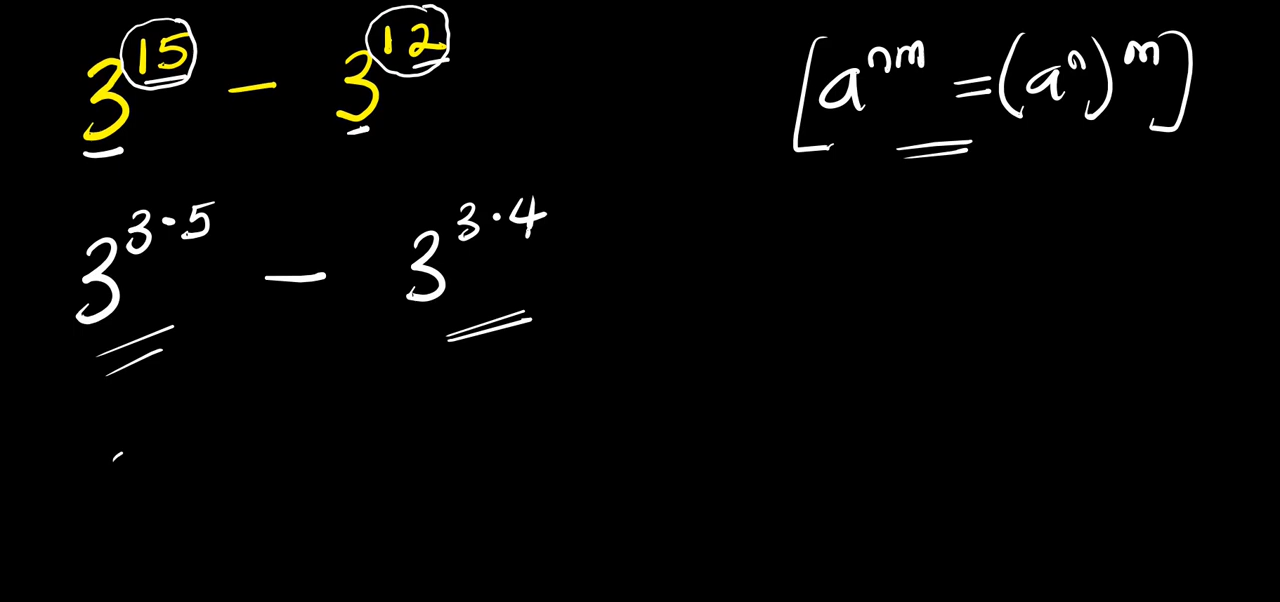 3^{15} - 3^{12}
[a^{nm} = (a^n)^m]
3^{3·5} - 3^{3·4}